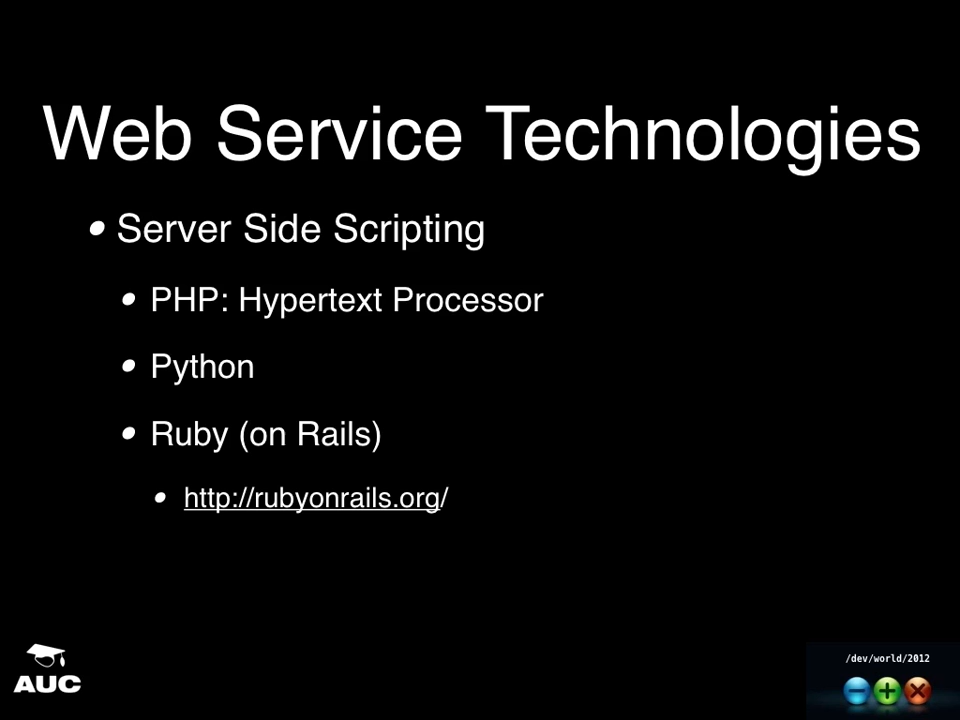 Web Service Technologies
• Server Side Scripting
• PHP: Hypertext Processor
• Python
• Ruby (on Rails)
• http://rubyonrails.org/
AUC
/dev/world/2012